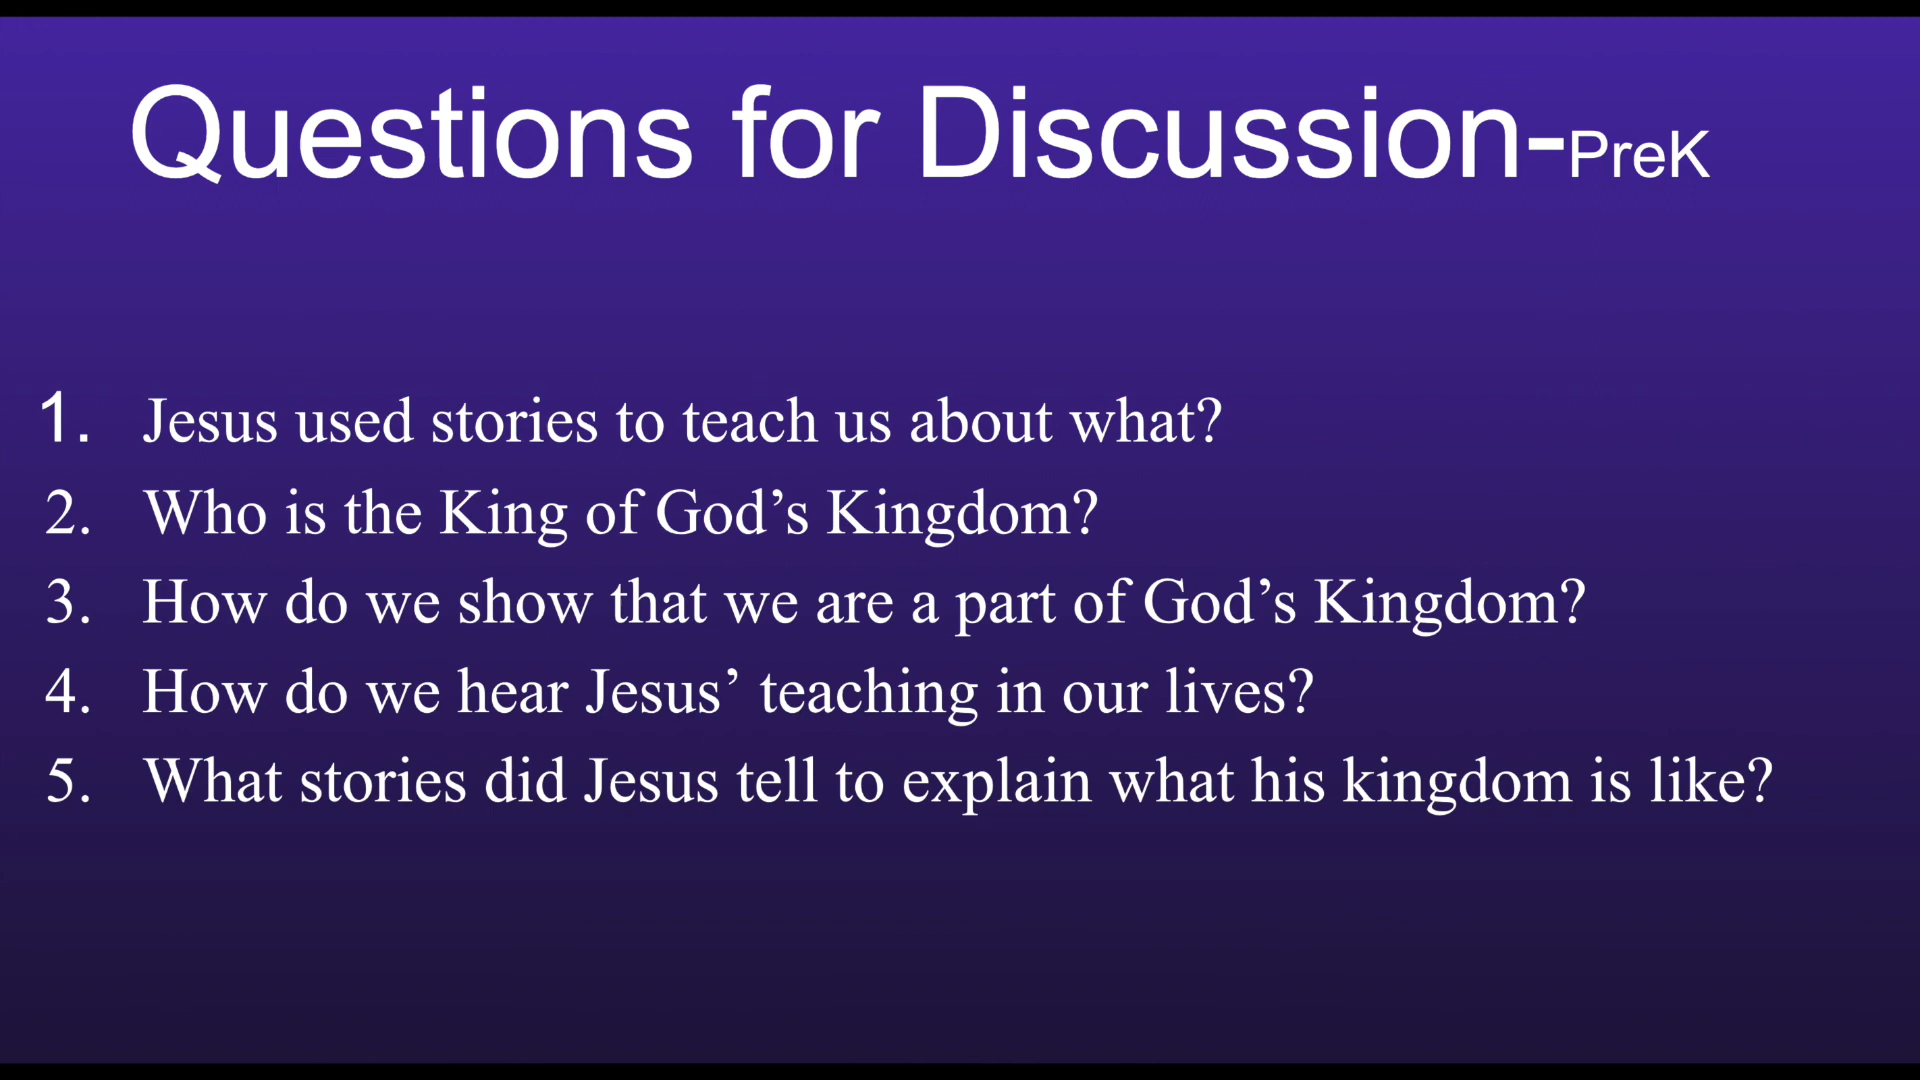 Questions for Discussion-PreK
1. Jesus used stories to teach us about what?
2. Who is the King of God’s Kingdom?
3. How do we show that we are a part of God’s Kingdom?
4. How do we hear Jesus’ teaching in our lives?
5. What stories did Jesus tell to explain what his kingdom is like?